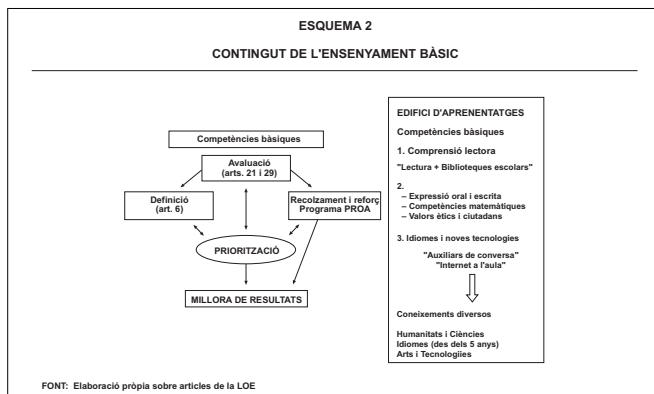 ESQUEMA 2
CONTINGUT DE L'ENSENYAMENT BÀSIC
Competències bàsiques
Avaluació
(arts. 21 i 29)
Definició
(art. 6)
Recolzament i reforç
Programa PROA
PRIORITZACIÓ
MILLORA DE RESULTATS
EDIFICI D'APRENENTATGES
Competències bàsiques
1. Comprensió lectora
"Lectura + Biblioteques escolars"
2.
– Expressió oral i escrita
– Competències matemàtiques
– Valors ètics i ciutadans
3. Idiomes i noves tecnologies
"Auxiliars de conversa"
"Internet a l'aula"
Coneixements diversos
Humanitats i Ciències
Idiomes (des dels 5 anys)
Arts i Tecnologiies
FONT: Elaboració pròpia sobre articles de la LOE